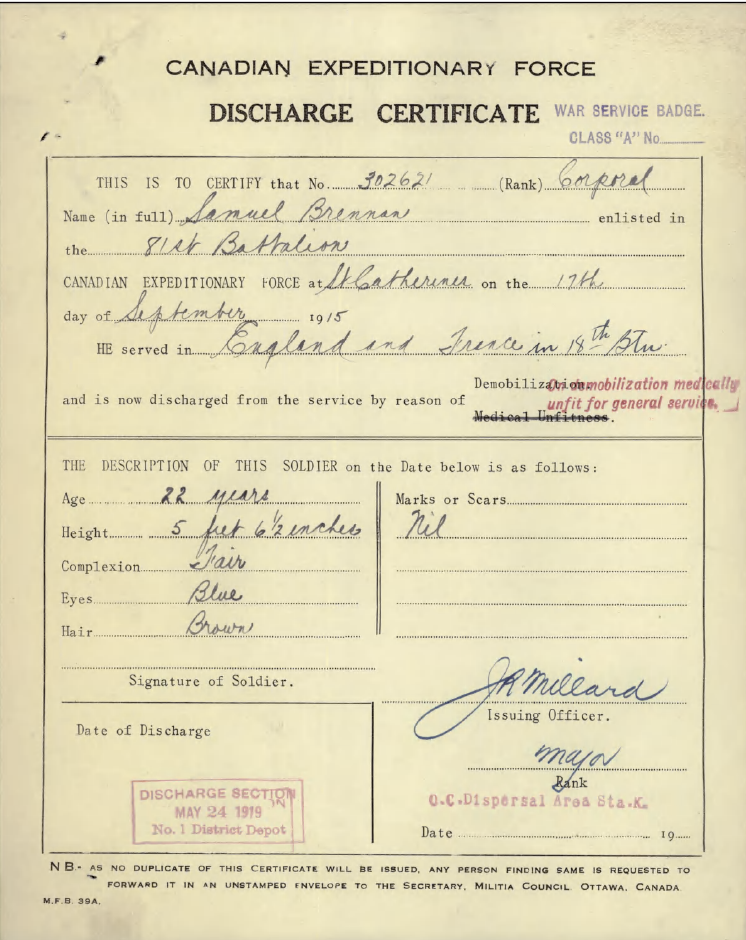 CANADIAN EXPEDITIONARY FORCE
DISCHARGE CERTIFICATE
WAR SERVICE BADGE.
CLASS "A" No
THIS IS TO CERTIFY that No. 302621 (Rank) Corporal
Name (in full) Samuel Brennan enlisted in
the 81st Battalion
CANADIAN EXPEDITIONARY FORCE at St Catherines on the 17th
day of September 1915
HE served in England and France in 18th Btn.
Demobilization
On demobilization medically
and is now discharged from the service by reason of
unfit for general service.
Medical Unfitness.
THE DESCRIPTION OF THIS SOLDIER on the Date below is as follows:
Age 22 years
Marks or Scars
Height 5 feet 6 1/2 inches
Nil
Complexion Fair
Eyes Blue
Hair Brown
Signature of Soldier.
JR Millard
Issuing Officer.
Date of Discharge
Major
Rank
DISCHARGE SECTION
MAY 24 1919
IN
No. 1 District Depot
O.C. Dispersal Area Sta. K.
Date 19
NB- AS NO DUPLICATE OF THIS CERTIFICATE WILL BE ISSUED, ANY PERSON FINDING SAME IS REQUESTED TO
FORWARD IT IN AN UNSTAMPED ENVELOPE TO THE SECRETARY, MILITIA COUNCIL. OTTAWA, CANADA
M.F.B. 39A.